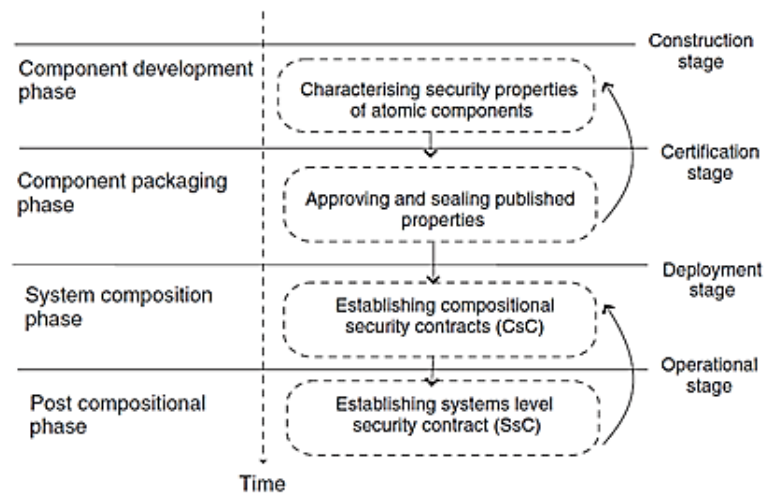 Construction
stage
Component development
phase
Characterising security properties
of atomic components
Certification
stage
Component packaging
phase
Approving and sealing published
properties
Deployment
stage
System composition
phase
Establishing compositional
security contracts (CsC)
Operational
stage
Post compositional
phase
Establishing systems level
security contract (SsC)
Time